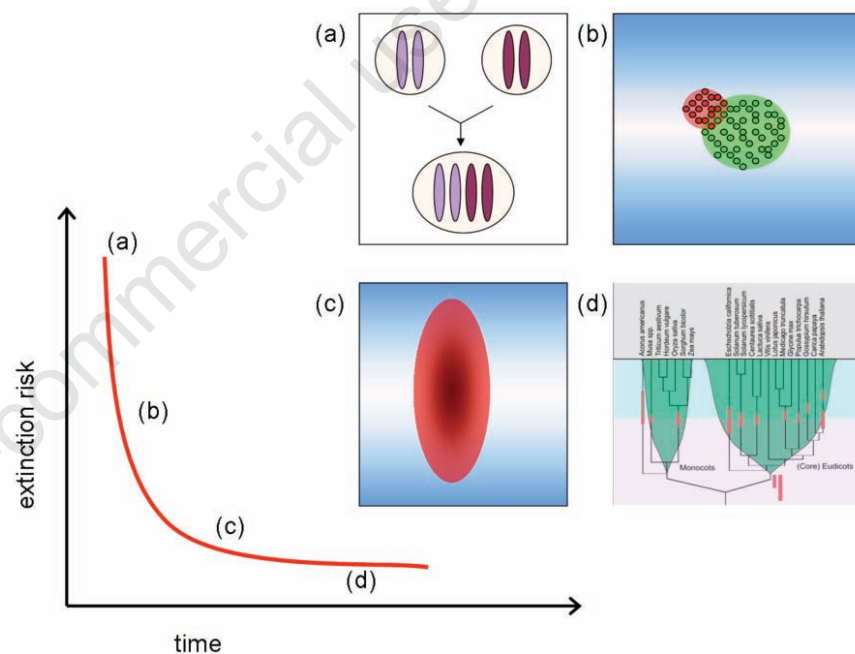 commercial use
(a)
(b)
(c)
(d)
Acorus americanus
Musa spp.
Triticum aestivum
Hordeum vulgare
Oryza sativa
Sorghum bicolor
Zea mays
Eschscholzia californica
Solanum tuberosum
Solanum lycopersicum
Centaurea solstitialis
Lactuca sativa
Vitis vinifera
Lotus japonicus
Medicago truncatula
Glycine max
Populus trichocarpa
Gossypium hirsutum
Carica papaya
Arabidopsis thaliana
Monocots
(Core) Eudicots
extinction risk
(a)
(b)
(c)
(d)
time